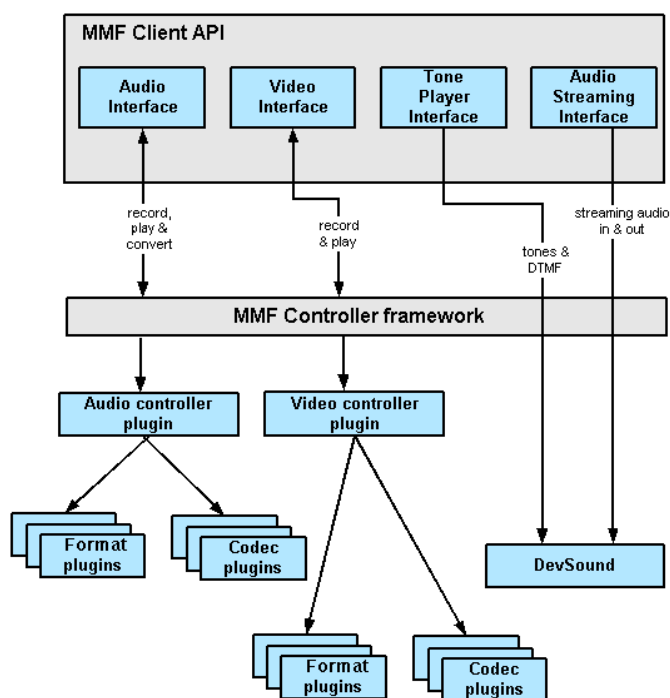 MMF Client API
Audio
Interface
Video
Interface
Tone
Player
Interface
Audio
Streaming
Interface
record,
play &
convert
record
& play
tones &
DTMF
streaming audio
in & out
MMF Controller framework
Audio controller
plugin
Video controller
plugin
Format
plugins
Codec
plugins
DevSound
Format
plugins
Codec
plugins